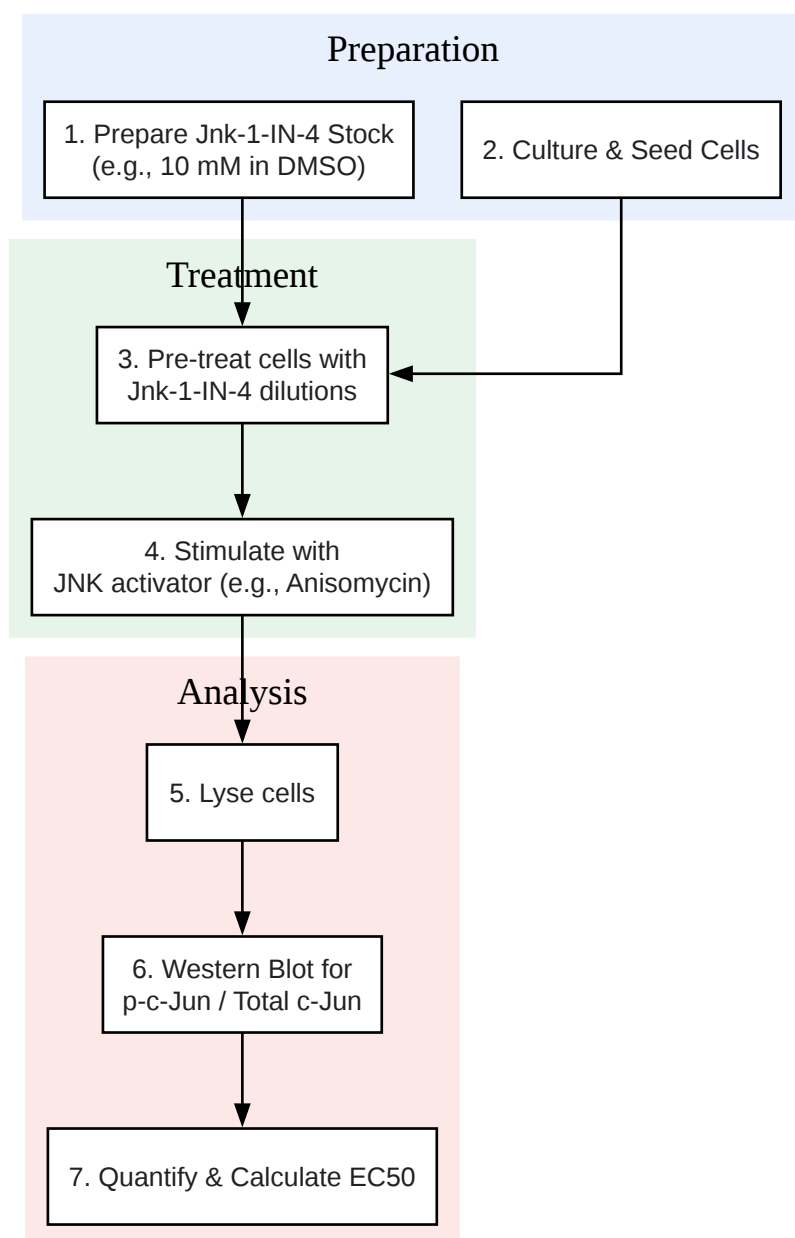 Preparation
1. Prepare Jnk-1-IN-4 Stock
(e.g., 10 mM in DMSO)
2. Culture & Seed Cells
Treatment
3. Pre-treat cells with
Jnk-1-IN-4 dilutions
4. Stimulate with
JNK activator (e.g., Anisomycin)
Analysis
5. Lyse cells
6. Western Blot for
p-c-Jun / Total c-Jun
7. Quantify & Calculate EC50